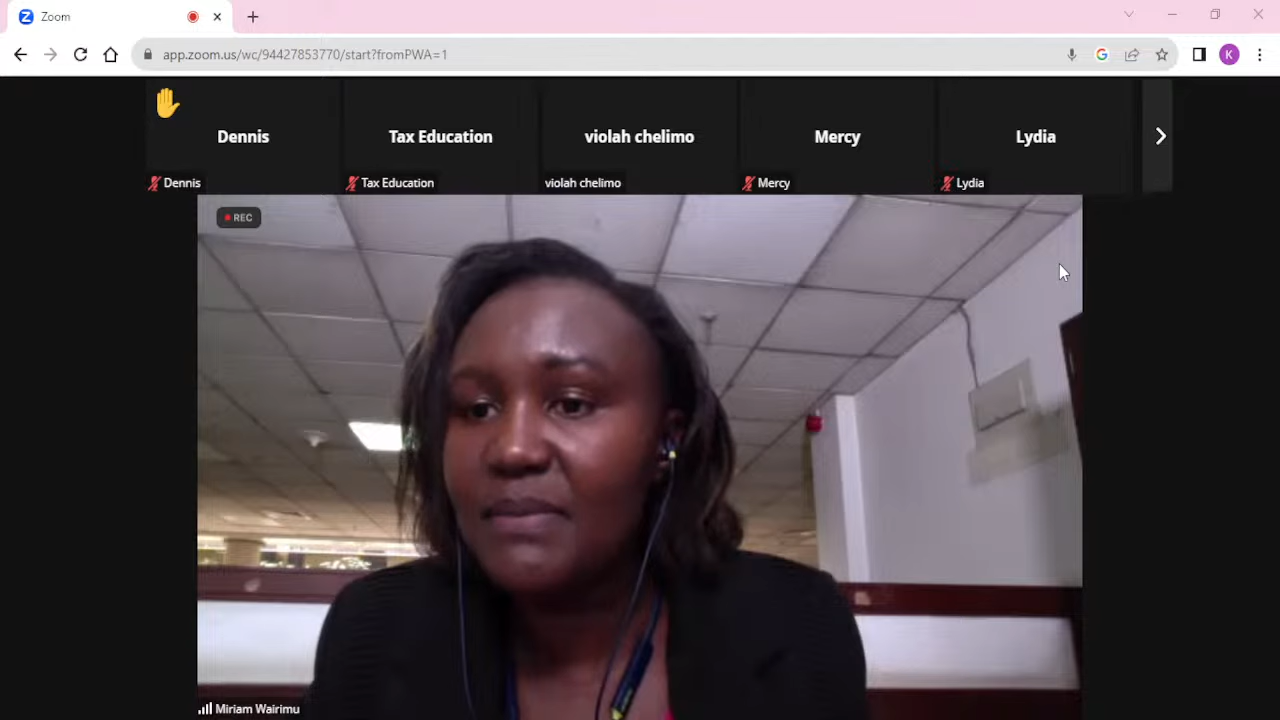 Zoom
app.zoom.us/wc/94427853770/start?fromPWA=1
K
Dennis
Tax Education
violah chelimo
Mercy
Lydia
Dennis
Tax Education
violah chelimo
Mercy
Lydia
REC
Miriam Wairimu